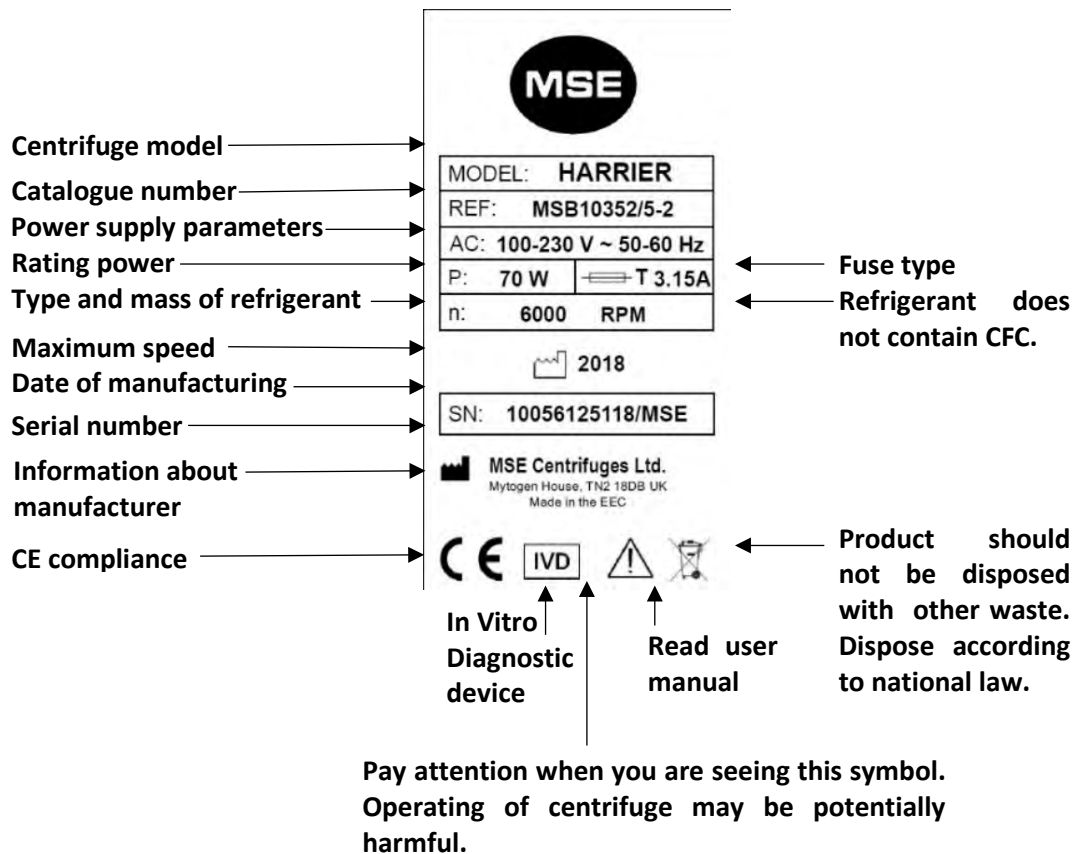 MSE
Centrifuge model
Catalogue number
Power supply parameters
Rating power
Type and mass of refrigerant
Maximum speed
Date of manufacturing
Serial number
Information about
manufacturer
CE compliance
MODEL: HARRIER
REF: MSB10352/5-2
AC: 100-230 V ~ 50-60 Hz
P: 70 W T 3.15A
n: 6000 RPM
2018
SN: 10056125118/MSE
MSE Centrifuges Ltd.
Mytogen House, TN2 18DB UK
Made in the EEC
CE IVD
Fuse type
Refrigerant does
not contain CFC.
Product should
not be disposed
with other waste.
Dispose according
to national law.
In Vitro
Diagnostic
device
Read user
manual
Pay attention when you are seeing this symbol.
Operating of centrifuge may be potentially
harmful.